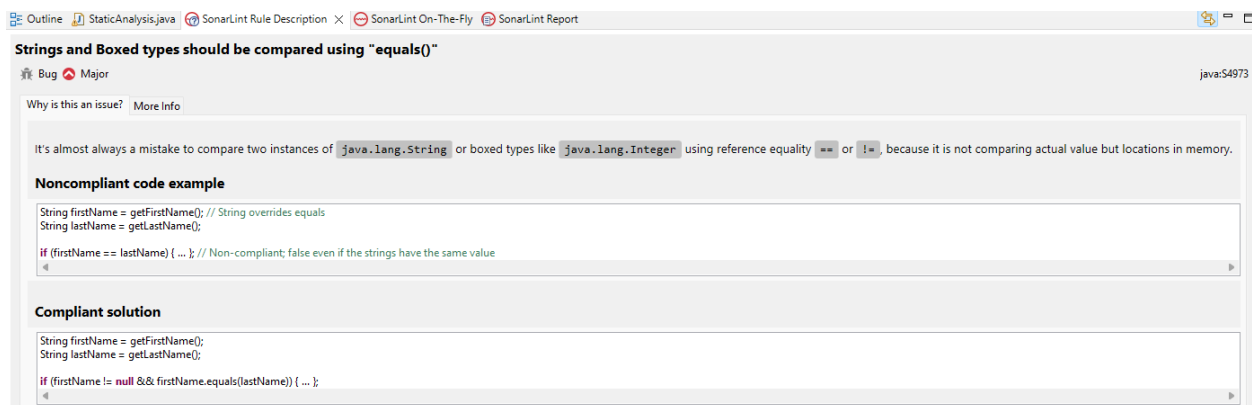 Outline StaticAnalysis.java SonarLint Rule Description SonarLint On-The-Fly SonarLint Report
Strings and Boxed types should be compared using "equals()"
Bug Major java:S4973
Why is this an issue? More Info
It's almost always a mistake to compare two instances of java.lang.String or boxed types like java.lang.Integer using reference equality == or !=, because it is not comparing actual value but locations in memory.
Noncompliant code example
String firstName = getFirstName(); // String overrides equals
String lastName = getLastName();
if (firstName == lastName) { ... }; // Non-compliant; false even if the strings have the same value
Compliant solution
String firstName = getFirstName();
String lastName = getLastName();
if (firstName != null && firstName.equals(lastName)) { ... };